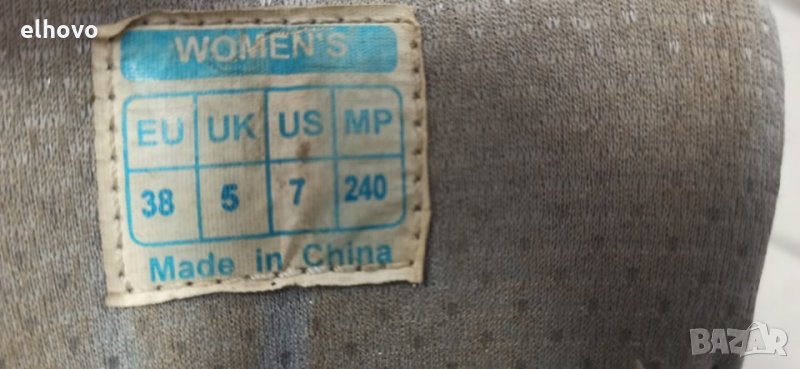 elhovo
WOMEN'S
EU UK US MP
38 5 7 240
Made in China
BAZAR